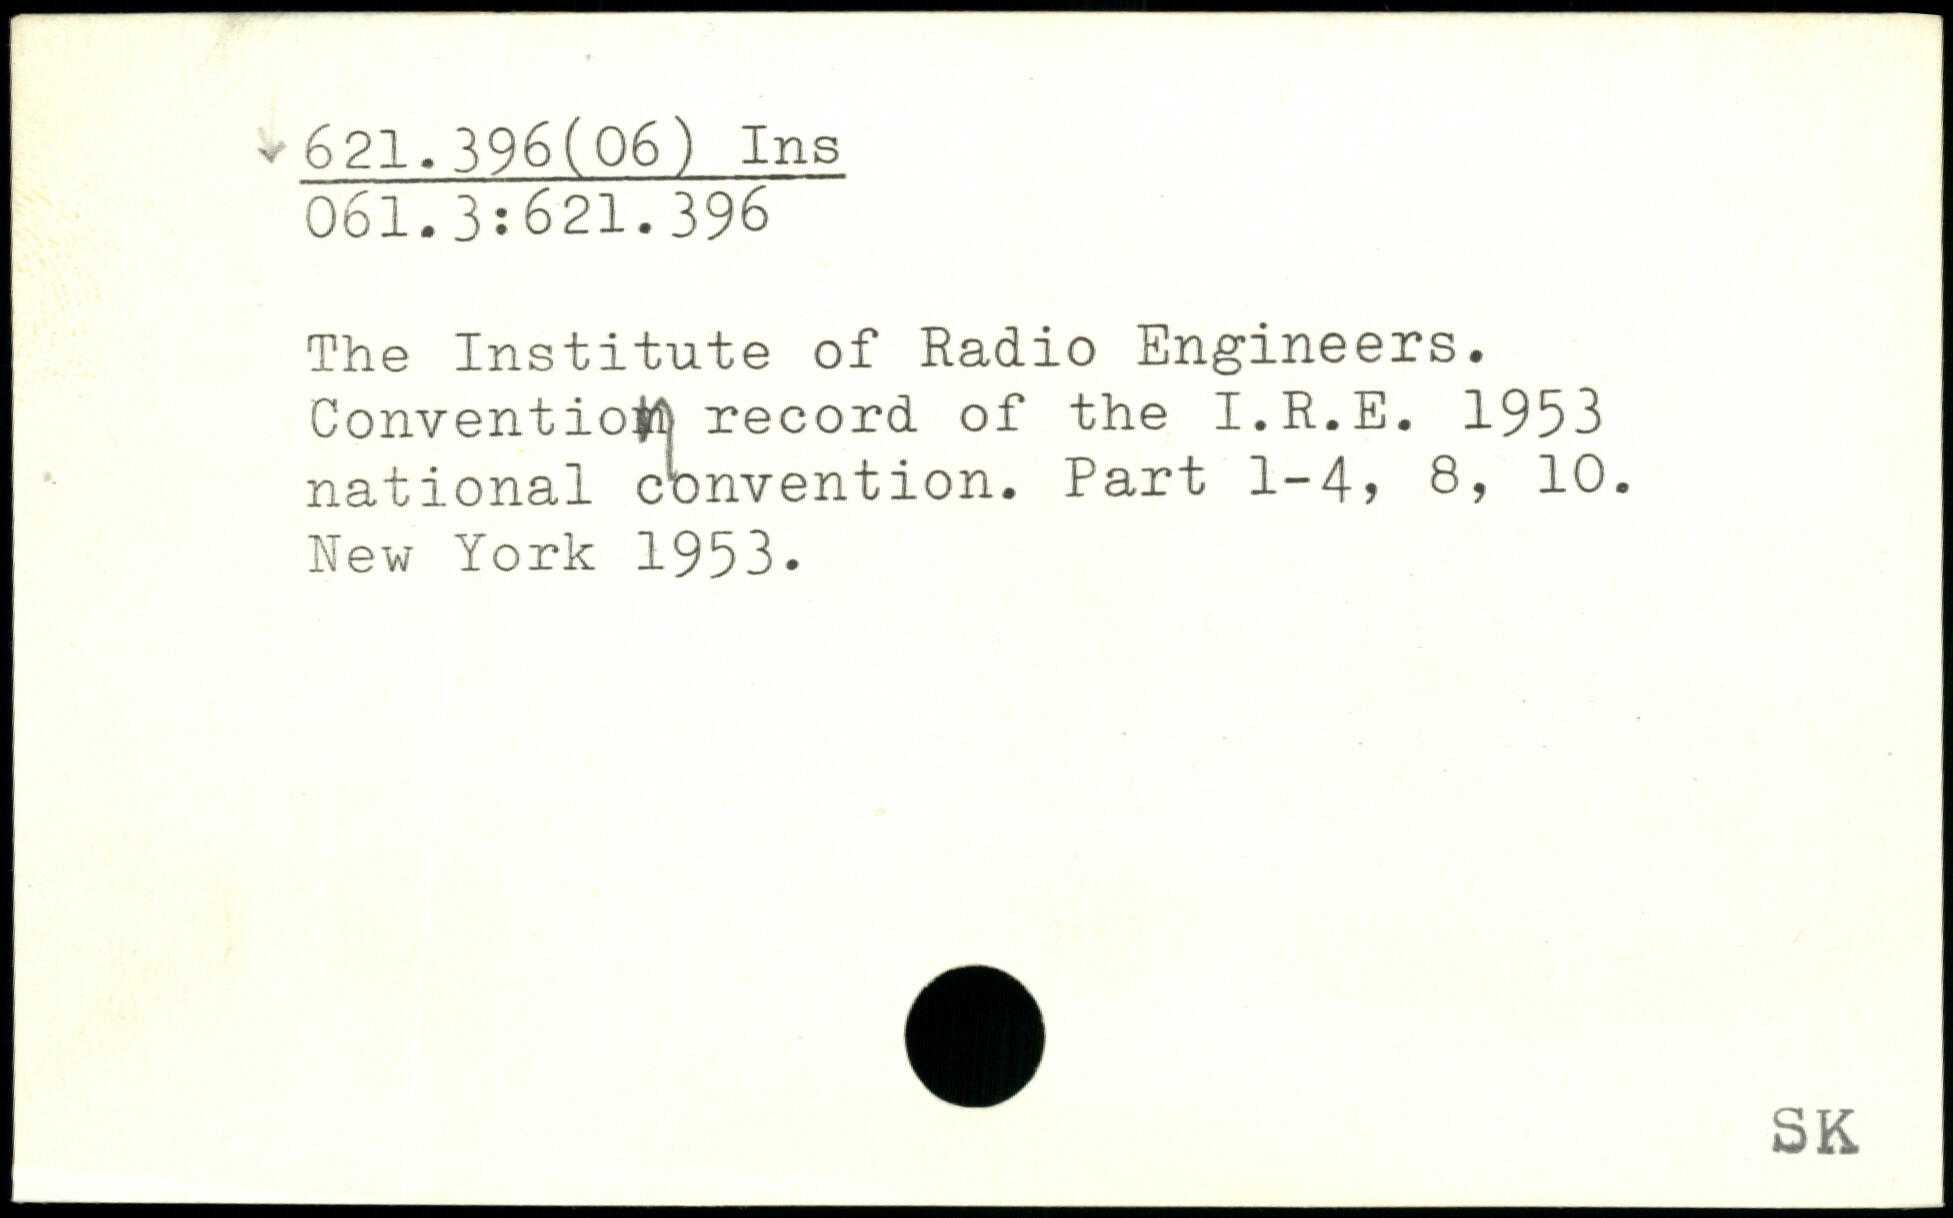 621.396(06) Ins
061.3:621.396
The Institute of Radio Engineers.
Convention record of the I.R.E. 1953
national convention. Part 1-4, 8, 10.
New York 1953.
SK